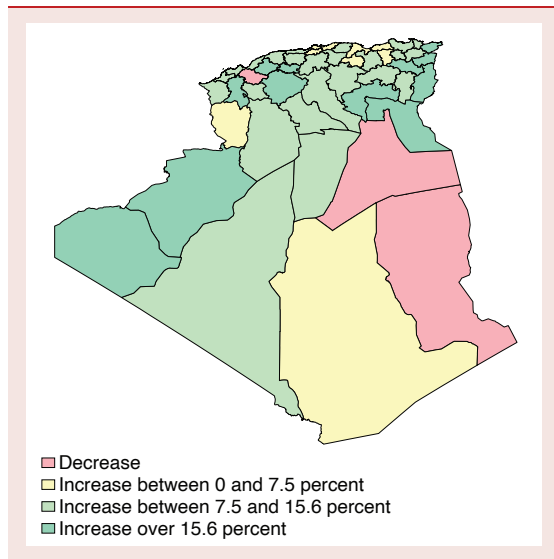 Decrease
Increase between 0 and 7.5 percent
Increase between 7.5 and 15.6 percent
Increase over 15.6 percent